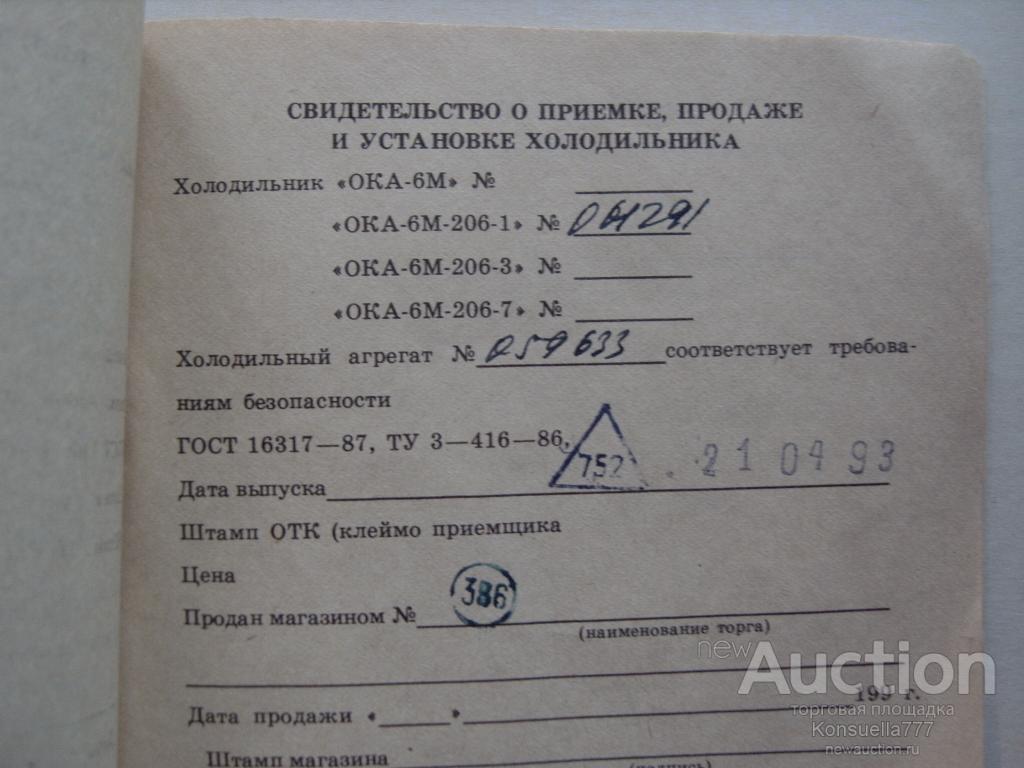 СВИДЕТЕЛЬСТВО О ПРИЕМКЕ, ПРОДАЖЕ
И УСТАНОВКЕ ХОЛОДИЛЬНИКА
Холодильник «ОКА-6М» №
«ОКА-6М-206-1» № 061291
«ОКА-6М-206-3» №
«ОКА-6М-206-7» №
Холодильный агрегат № 059633 соответствует требова-
ниям безопасности
ГОСТ 16317—87, ТУ 3—416—86,
752 21 04 93
Дата выпуска
Штамп ОТК (клеймо приемщика
Цена
386
Продан магазином №
(наименование торга)
199 г.
Дата продажи « »
Штамп магазина
(подпись)
newAuction
торговая площадка
Konsuella777
newauction.ru